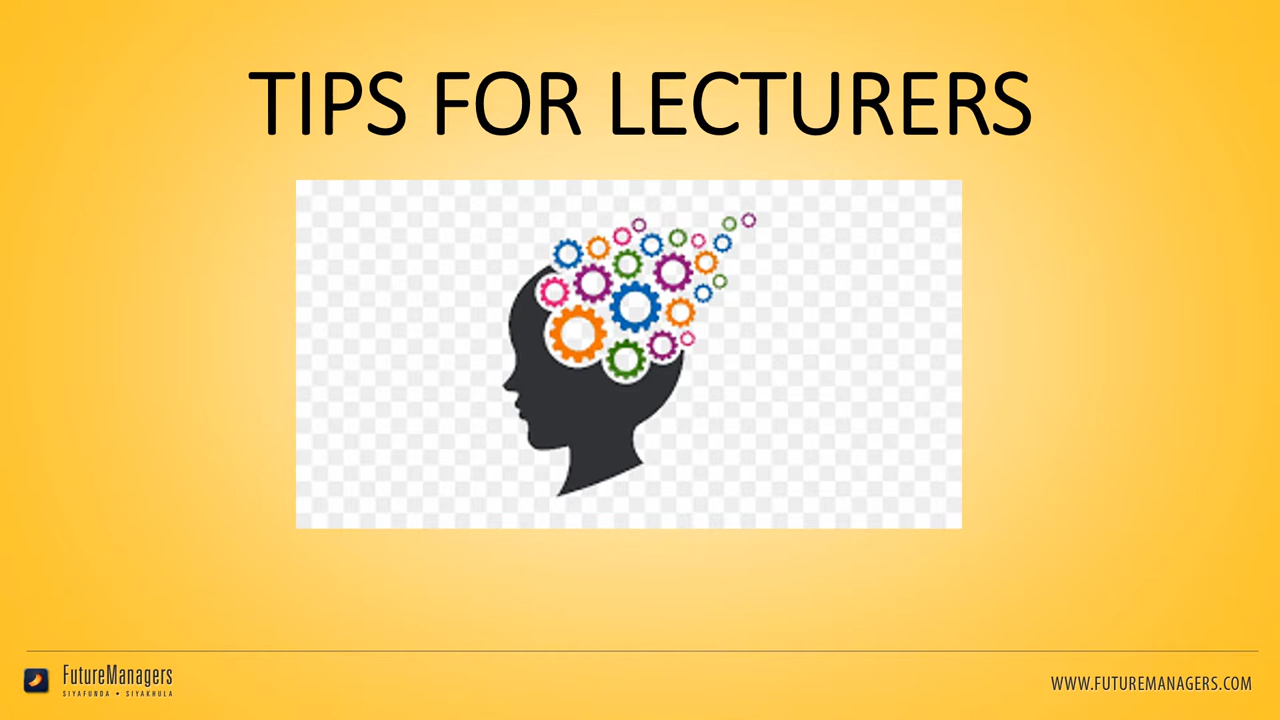 TIPS FOR LECTURERS
FutureManagers
SIYAFUNDA • SIYAKHULA
WWW.FUTUREMANAGERS.COM